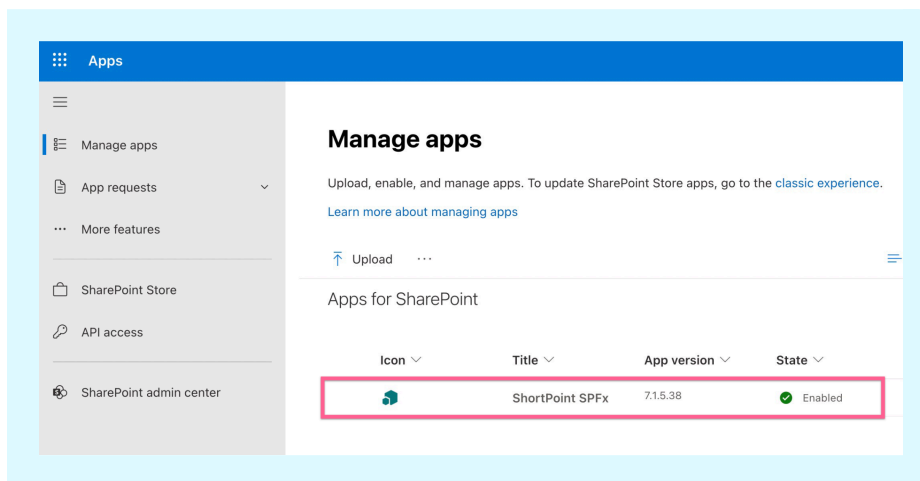 Apps
Manage apps
App requests
More features
SharePoint Store
API access
SharePoint admin center
Manage apps
Upload, enable, and manage apps. To update SharePoint Store apps, go to the classic experience.
Learn more about managing apps
Upload
Apps for SharePoint
Icon Title App version State
ShortPoint SPFx 7.1.5.38 Enabled